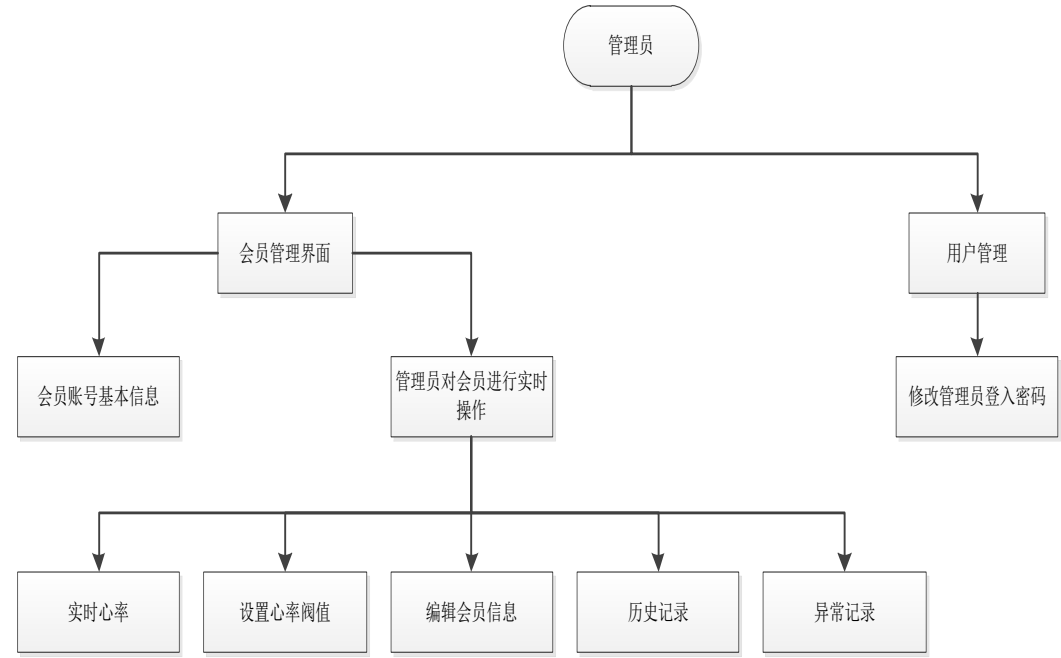 管理员
会员管理界面
用户管理
会员账号基本信息
管理员对会员进行实时
操作
修改管理员登入密码
实时心率
设置心率阀值
编辑会员信息
历史记录
异常记录